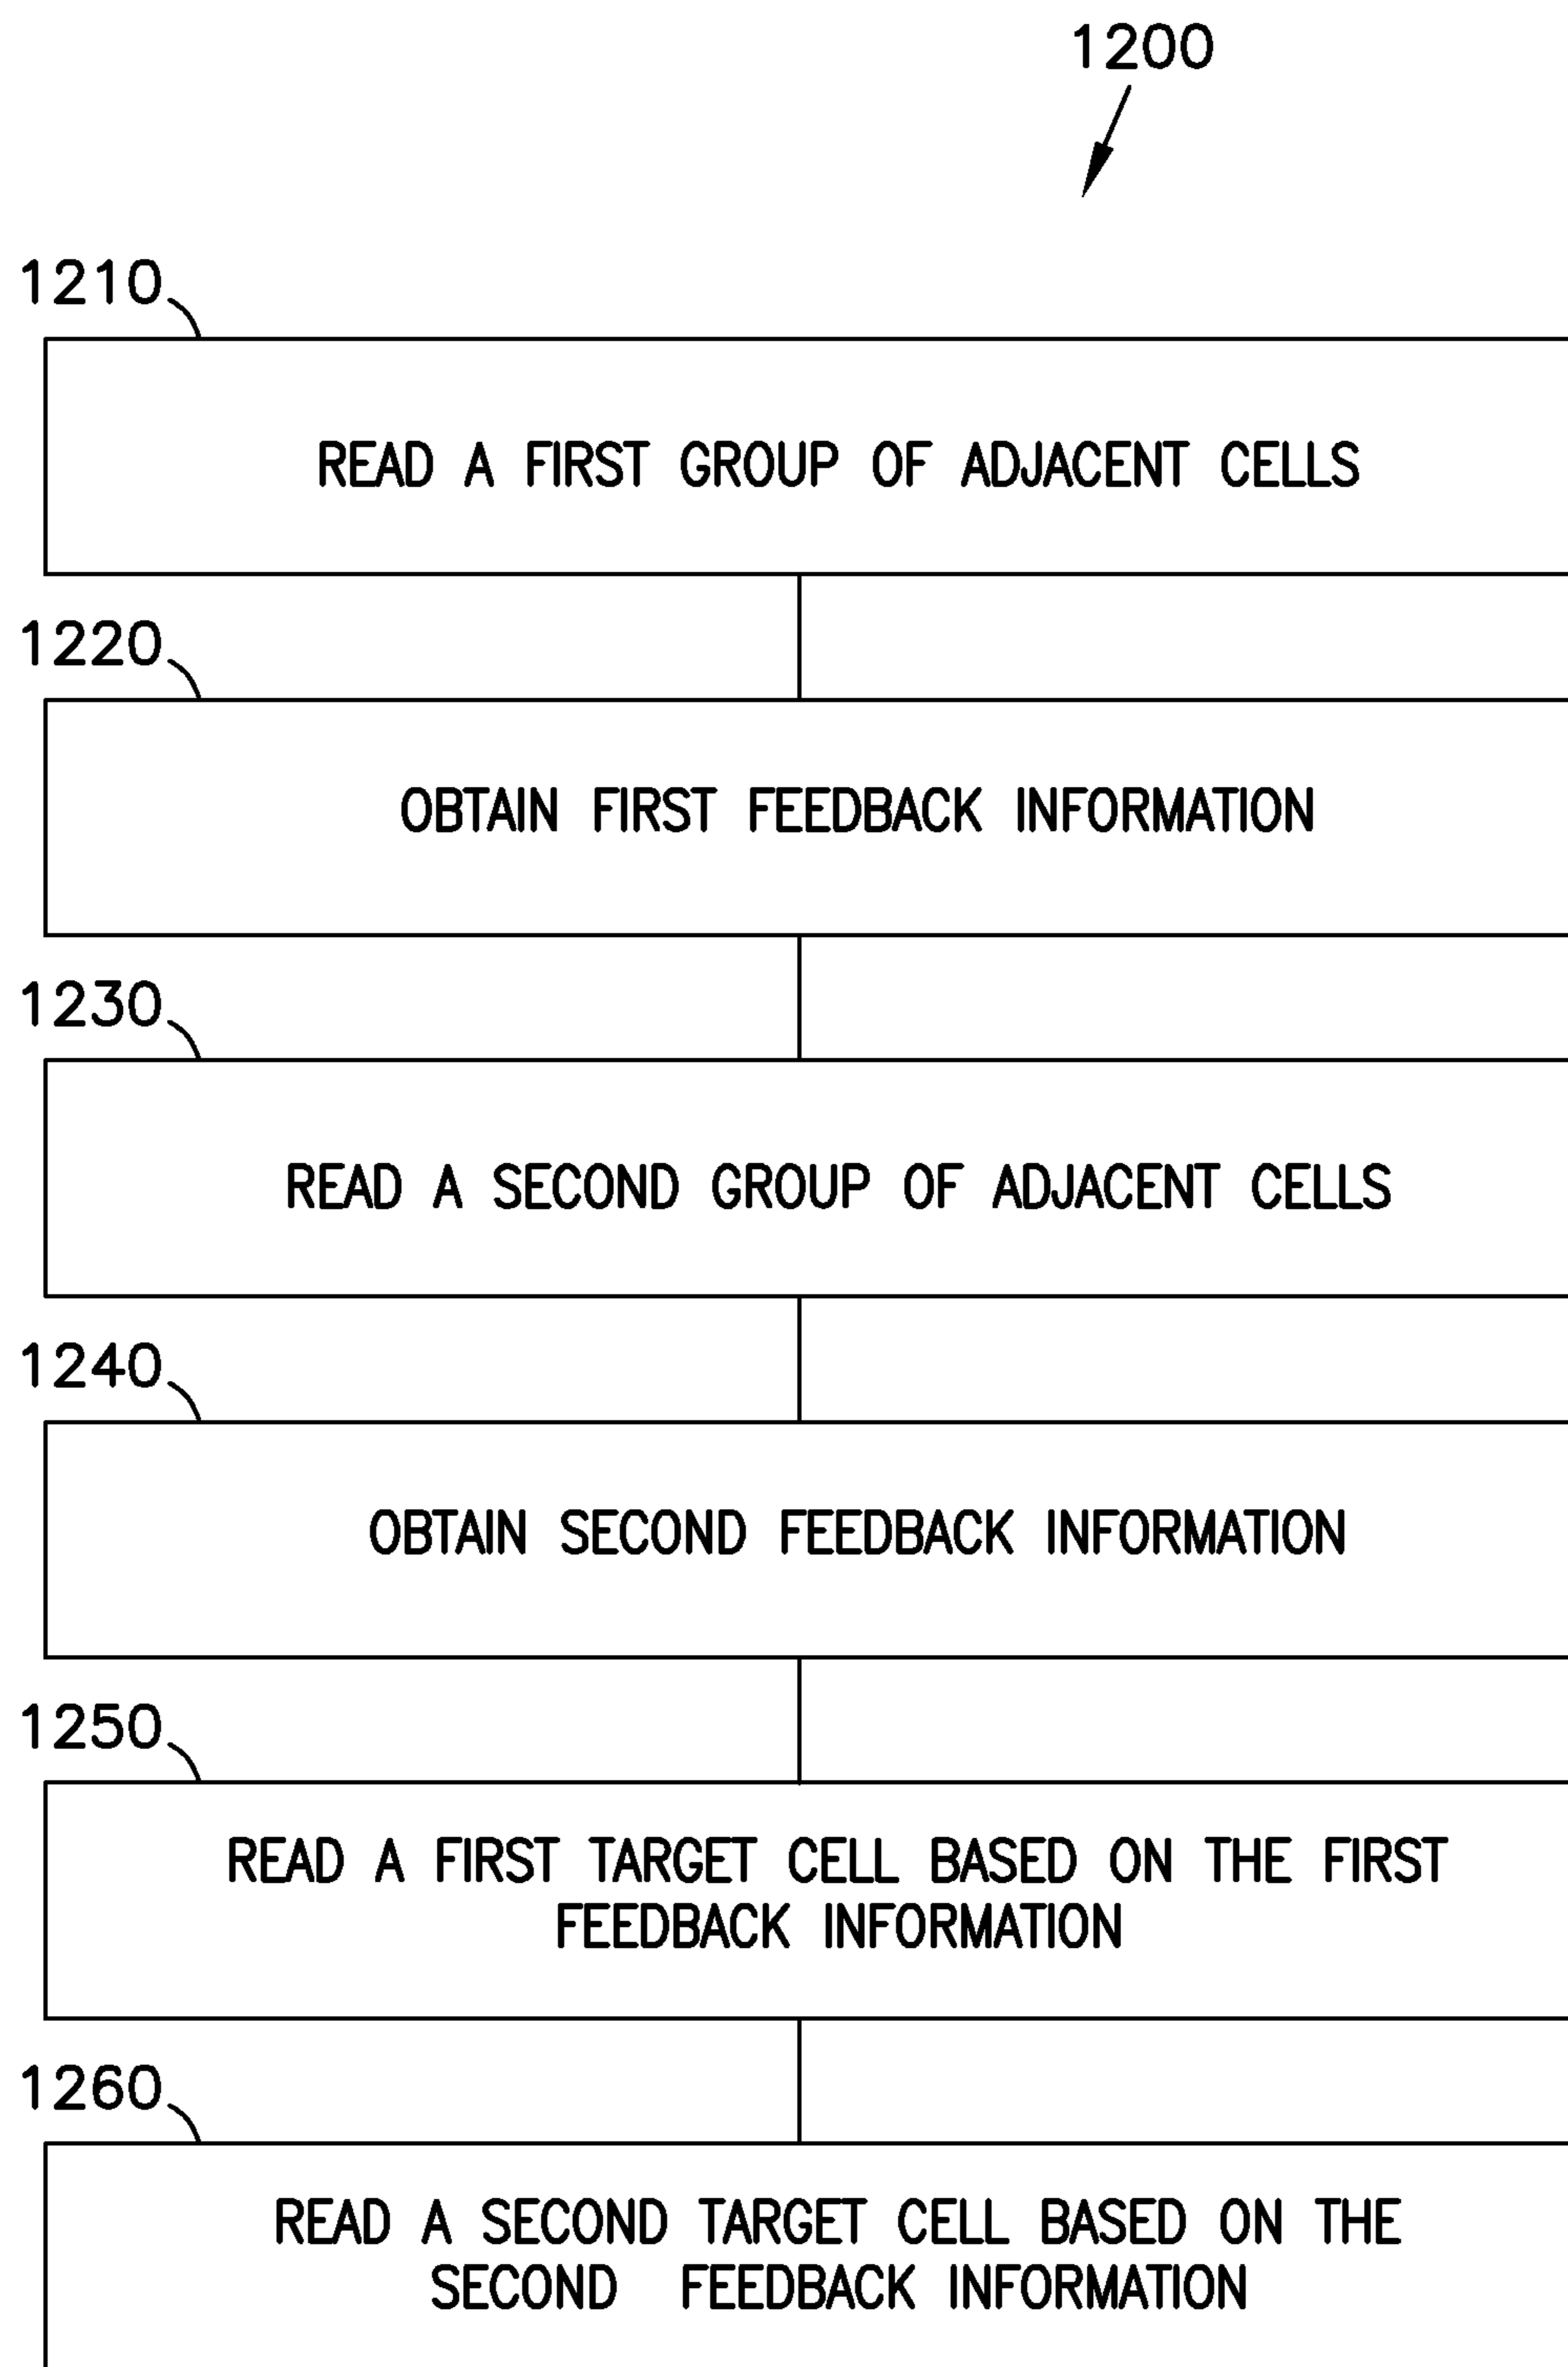 1200
1210
READ A FIRST GROUP OF ADJACENT CELLS
1220
OBTAIN FIRST FEEDBACK INFORMATION
1230
READ A SECOND GROUP OF ADJACENT CELLS
1240
OBTAIN SECOND FEEDBACK INFORMATION
1250
READ A FIRST TARGET CELL BASED ON THE FIRST
FEEDBACK INFORMATION
1260
READ A SECOND TARGET CELL BASED ON THE
SECOND FEEDBACK INFORMATION